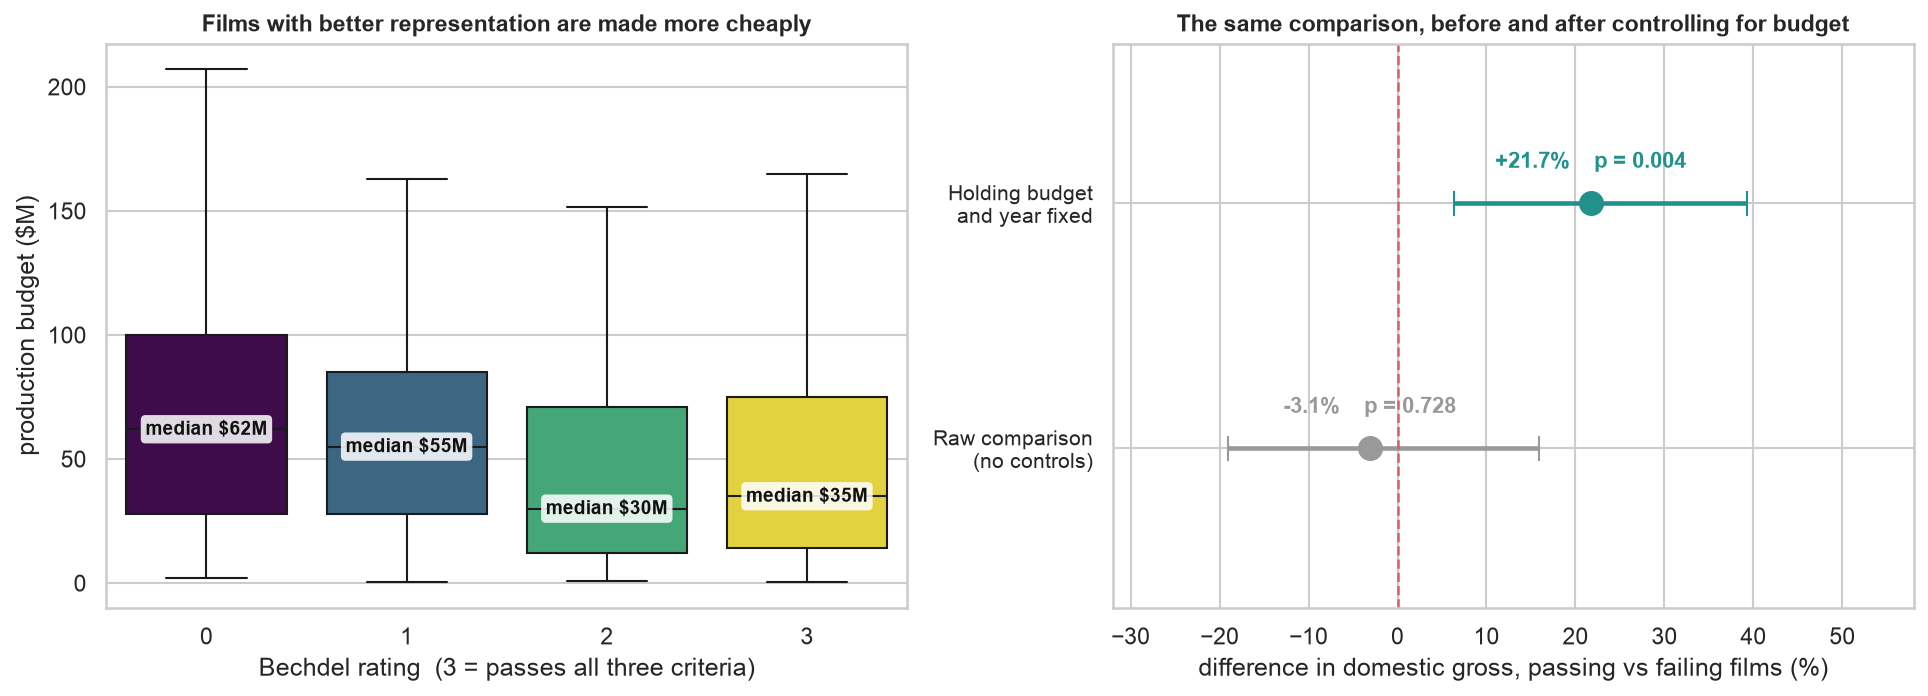 Films with better representation are made more cheaply
production budget ($M)
200
150
100
50
0
median $62M
median $55M
median $30M
median $35M
0 1 2 3
Bechdel rating (3 = passes all three criteria)
The same comparison, before and after controlling for budget
Holding budget
and year fixed
+21.7% p = 0.004
Raw comparison
(no controls)
-3.1% p = 0.728
−30 −20 −10 0 10 20 30 40 50
difference in domestic gross, passing vs failing films (%)